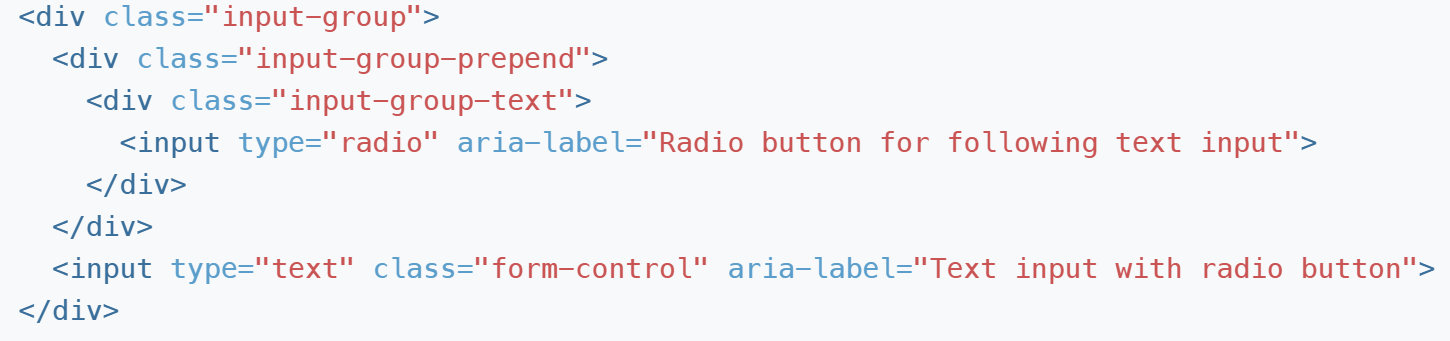 <div class="input-group">
  <div class="input-group-prepend">
    <div class="input-group-text">
      <input type="radio" aria-label="Radio button for following text input">
    </div>
  </div>
  <input type="text" class="form-control" aria-label="Text input with radio button">
</div>